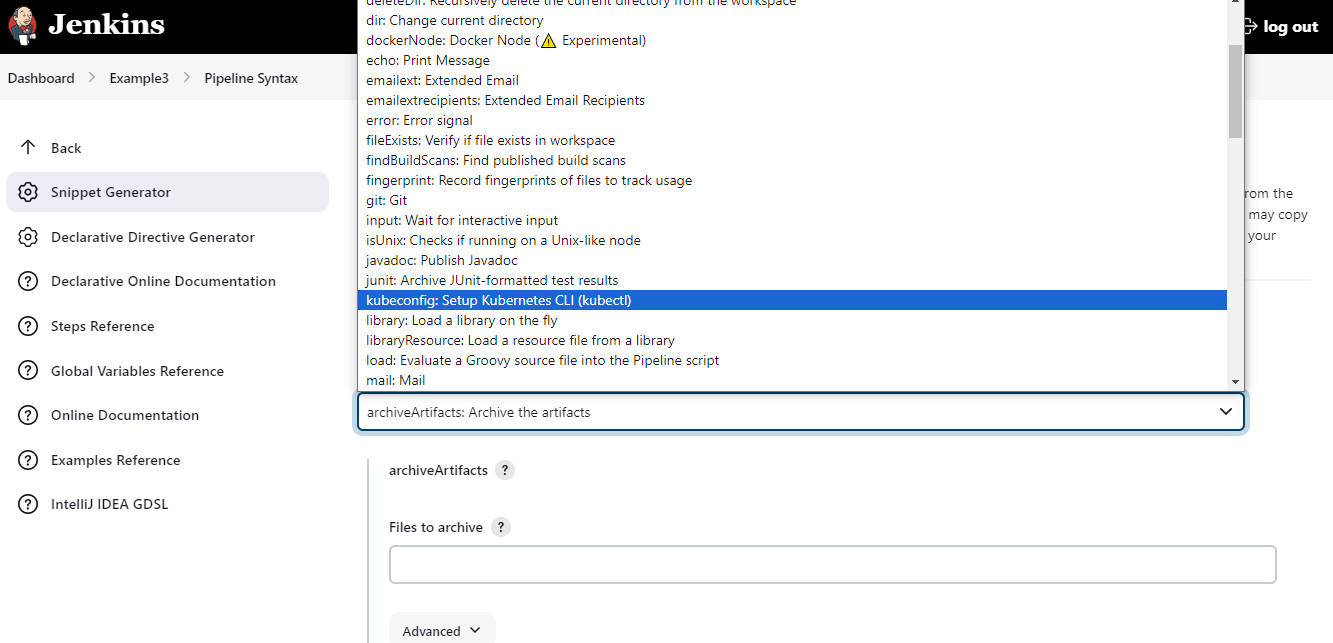 Jenkins
log out
Dashboard > Example3 > Pipeline Syntax
Back
Snippet Generator
Declarative Directive Generator
Declarative Online Documentation
Steps Reference
Global Variables Reference
Online Documentation
Examples Reference
IntelliJ IDEA GDSL
deleteDir: Recursively delete the current directory from the workspace
dir: Change current directory
dockerNode: Docker Node (⚠ Experimental)
echo: Print Message
emailext: Extended Email
emailextrecipients: Extended Email Recipients
error: Error signal
fileExists: Verify if file exists in workspace
findBuildScans: Find published build scans
fingerprint: Record fingerprints of files to track usage
git: Git
input: Wait for interactive input
isUnix: Checks if running on a Unix-like node
javadoc: Publish Javadoc
junit: Archive JUnit-formatted test results
kubeconfig: Setup Kubernetes CLI (kubectl)
library: Load a library on the fly
libraryResource: Load a resource file from a library
load: Evaluate a Groovy source file into the Pipeline script
mail: Mail
rom the
may copy
your
archiveArtifacts: Archive the artifacts
archiveArtifacts ?
Files to archive ?
Advanced